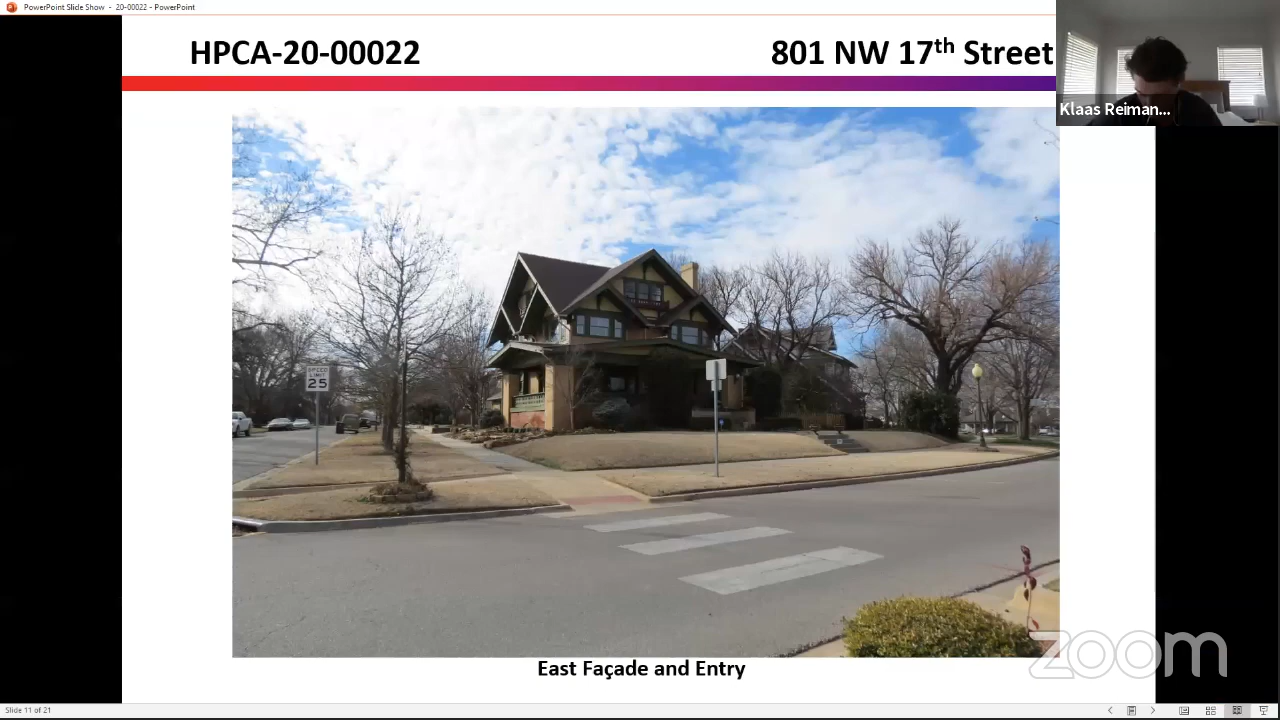 PowerPoint Slide Show - 20-00022 - PowerPoint
HPCA-20-00022
801 NW 17th Street
Klaas Reiman...
SPEED
LIMIT
25
East Façade and Entry
zoom
Slide 11 of 21